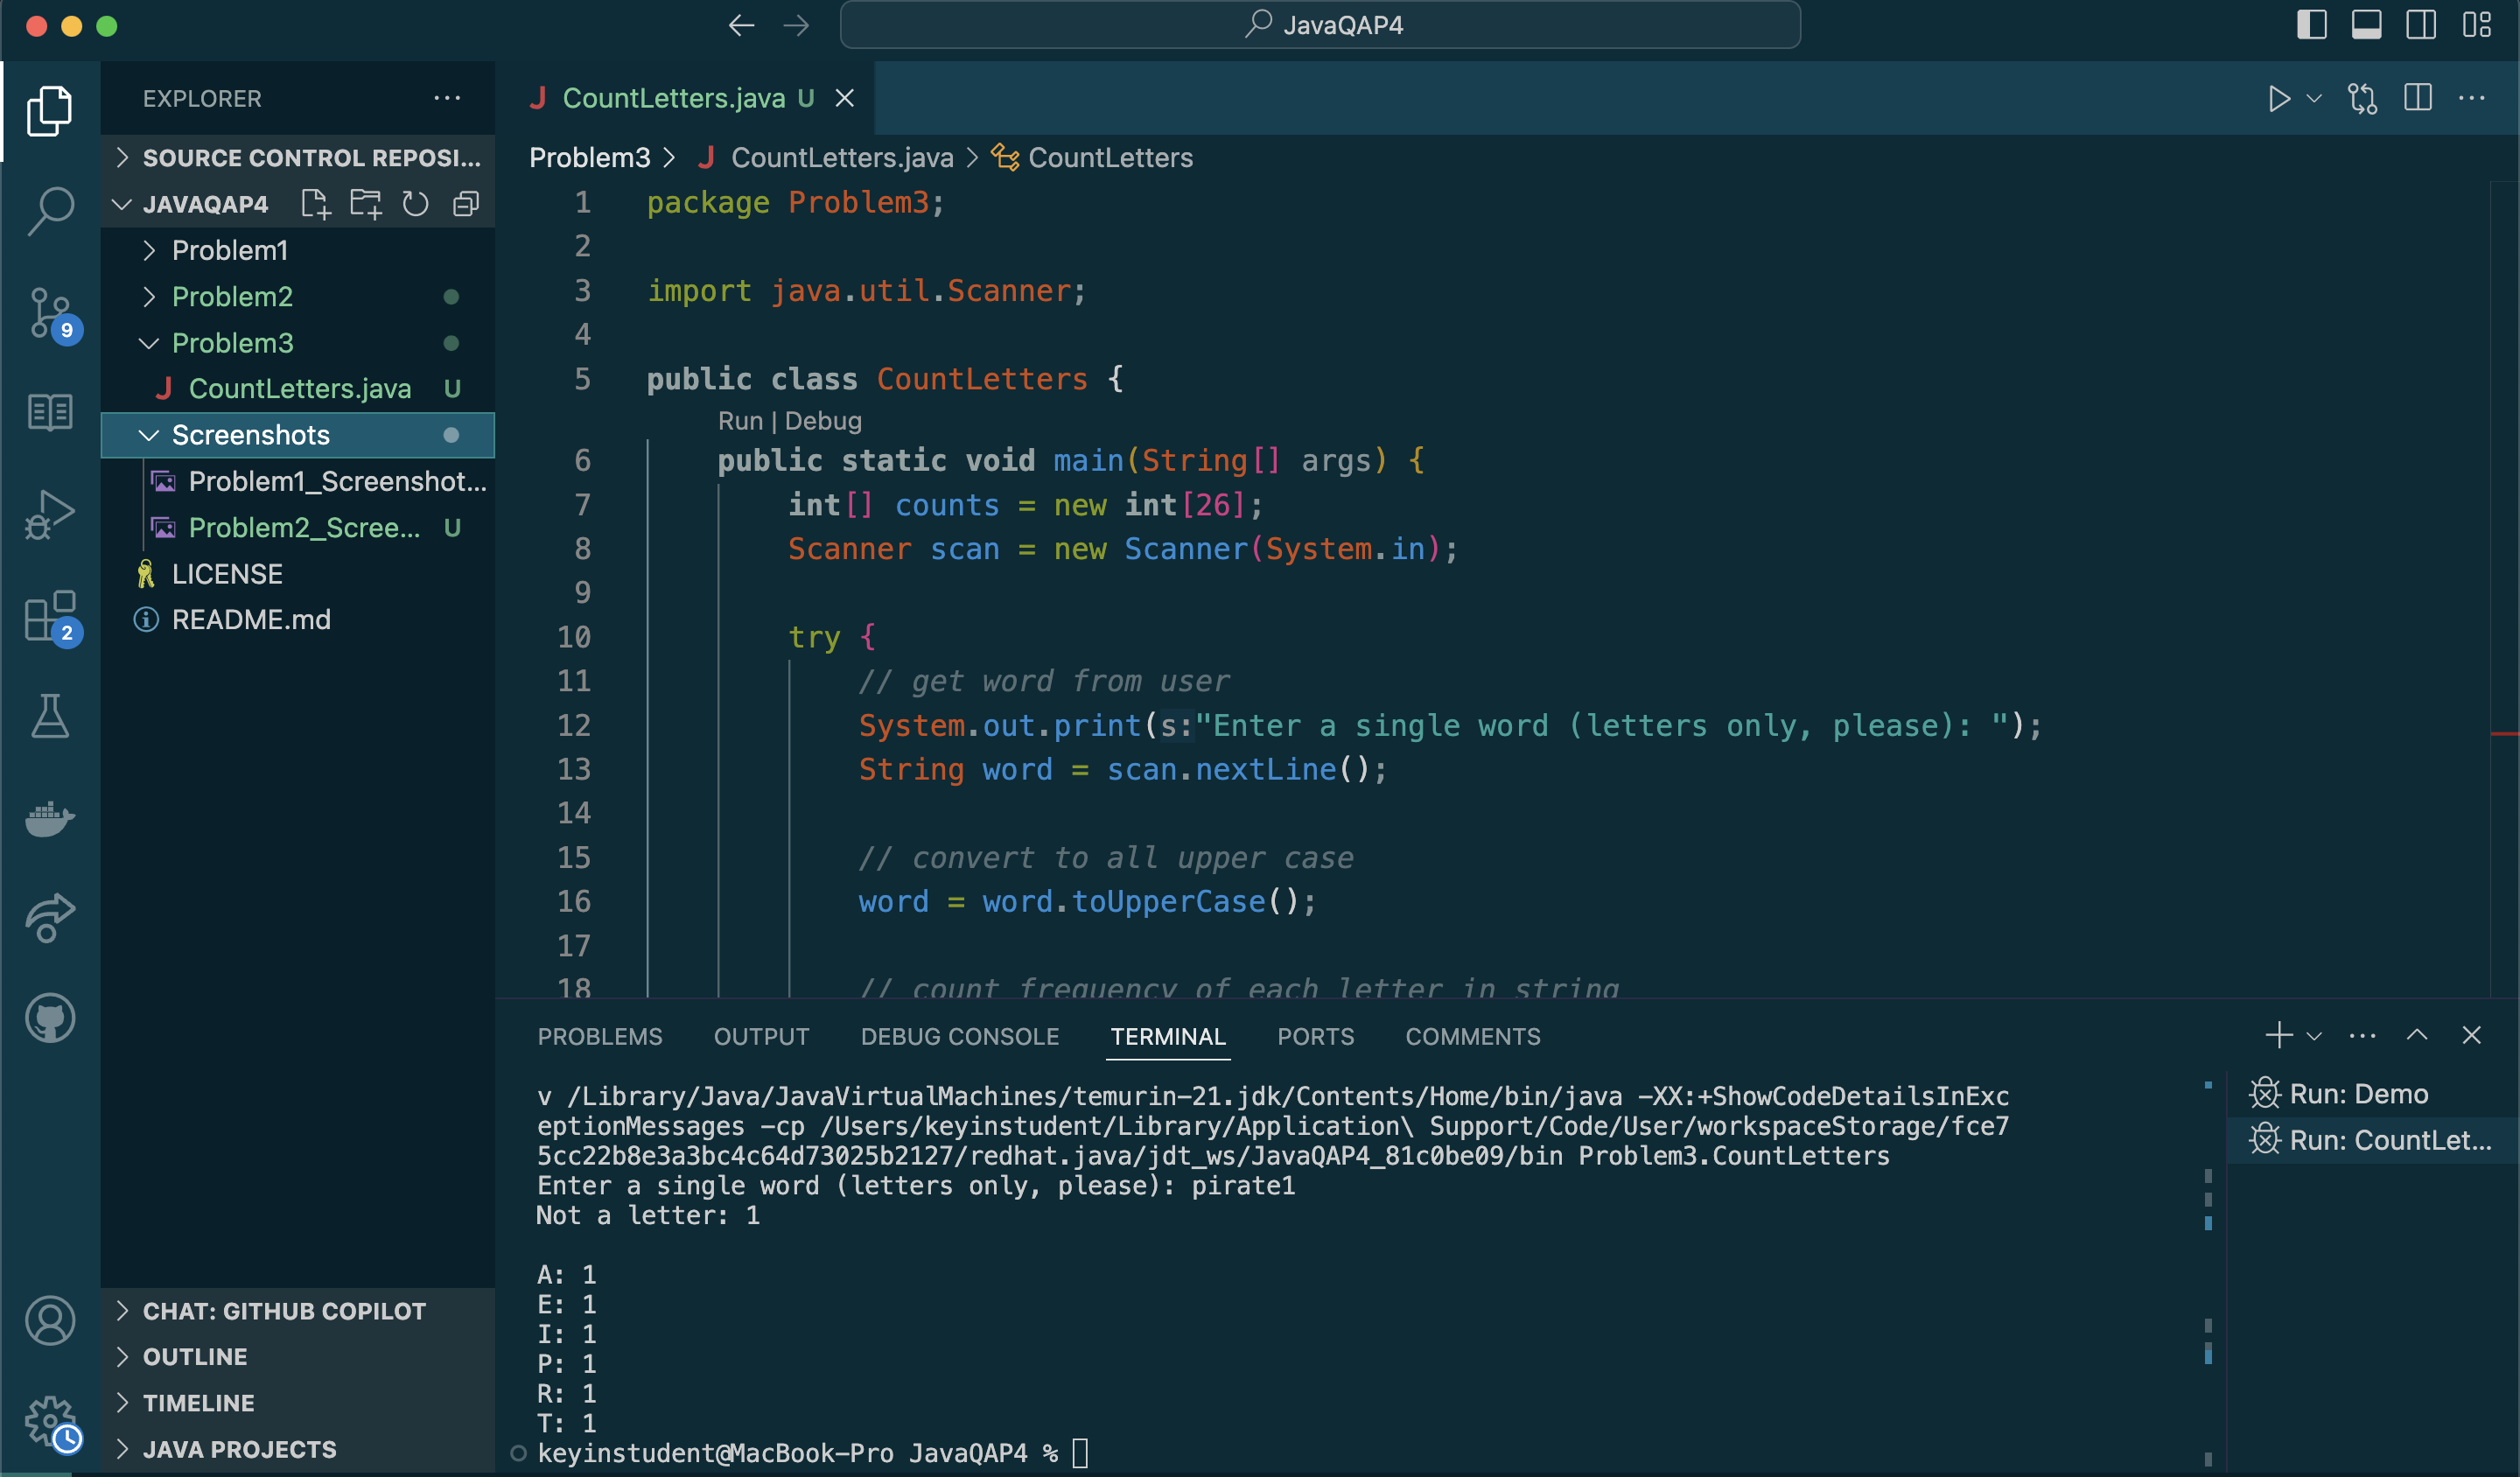 JavaQAP4
EXPLORER
SOURCE CONTROL REPOSI...
JAVAQAP4
Problem1
Problem2
Problem3
CountLetters.java U
Screenshots
Problem1_Screenshot...
Problem2_Scree... U
LICENSE
README.md
9
2
CHAT: GITHUB COPILOT
OUTLINE
TIMELINE
JAVA PROJECTS
CountLetters.java U
Problem3 > CountLetters.java > CountLetters
1 package Problem3;
2
3 import java.util.Scanner;
4
5 public class CountLetters {
Run | Debug
6 public static void main(String[] args) {
7 int[] counts = new int[26];
8 Scanner scan = new Scanner(System.in);
9
10 try {
11 // get word from user
12 System.out.print(s:"Enter a single word (letters only, please): ");
13 String word = scan.nextLine();
14
15 // convert to all upper case
16 word = word.toUpperCase();
17
18 // count frequency of each letter in string
PROBLEMS OUTPUT DEBUG CONSOLE TERMINAL PORTS COMMENTS
v /Library/Java/JavaVirtualMachines/temurin-21.jdk/Contents/Home/bin/java -XX:+ShowCodeDetailsInExc
eptionMessages -cp /Users/keyinstudent/Library/Application\ Support/Code/User/workspaceStorage/fce7
5cc22b8e3a3bc4c64d73025b2127/redhat.java/jdt_ws/JavaQAP4_81c0be09/bin Problem3.CountLetters
Enter a single word (letters only, please): pirate1
Not a letter: 1
A: 1
E: 1
I: 1
P: 1
R: 1
T: 1
keyinstudent@MacBook-Pro JavaQAP4 %
Run: Demo
Run: CountLet...